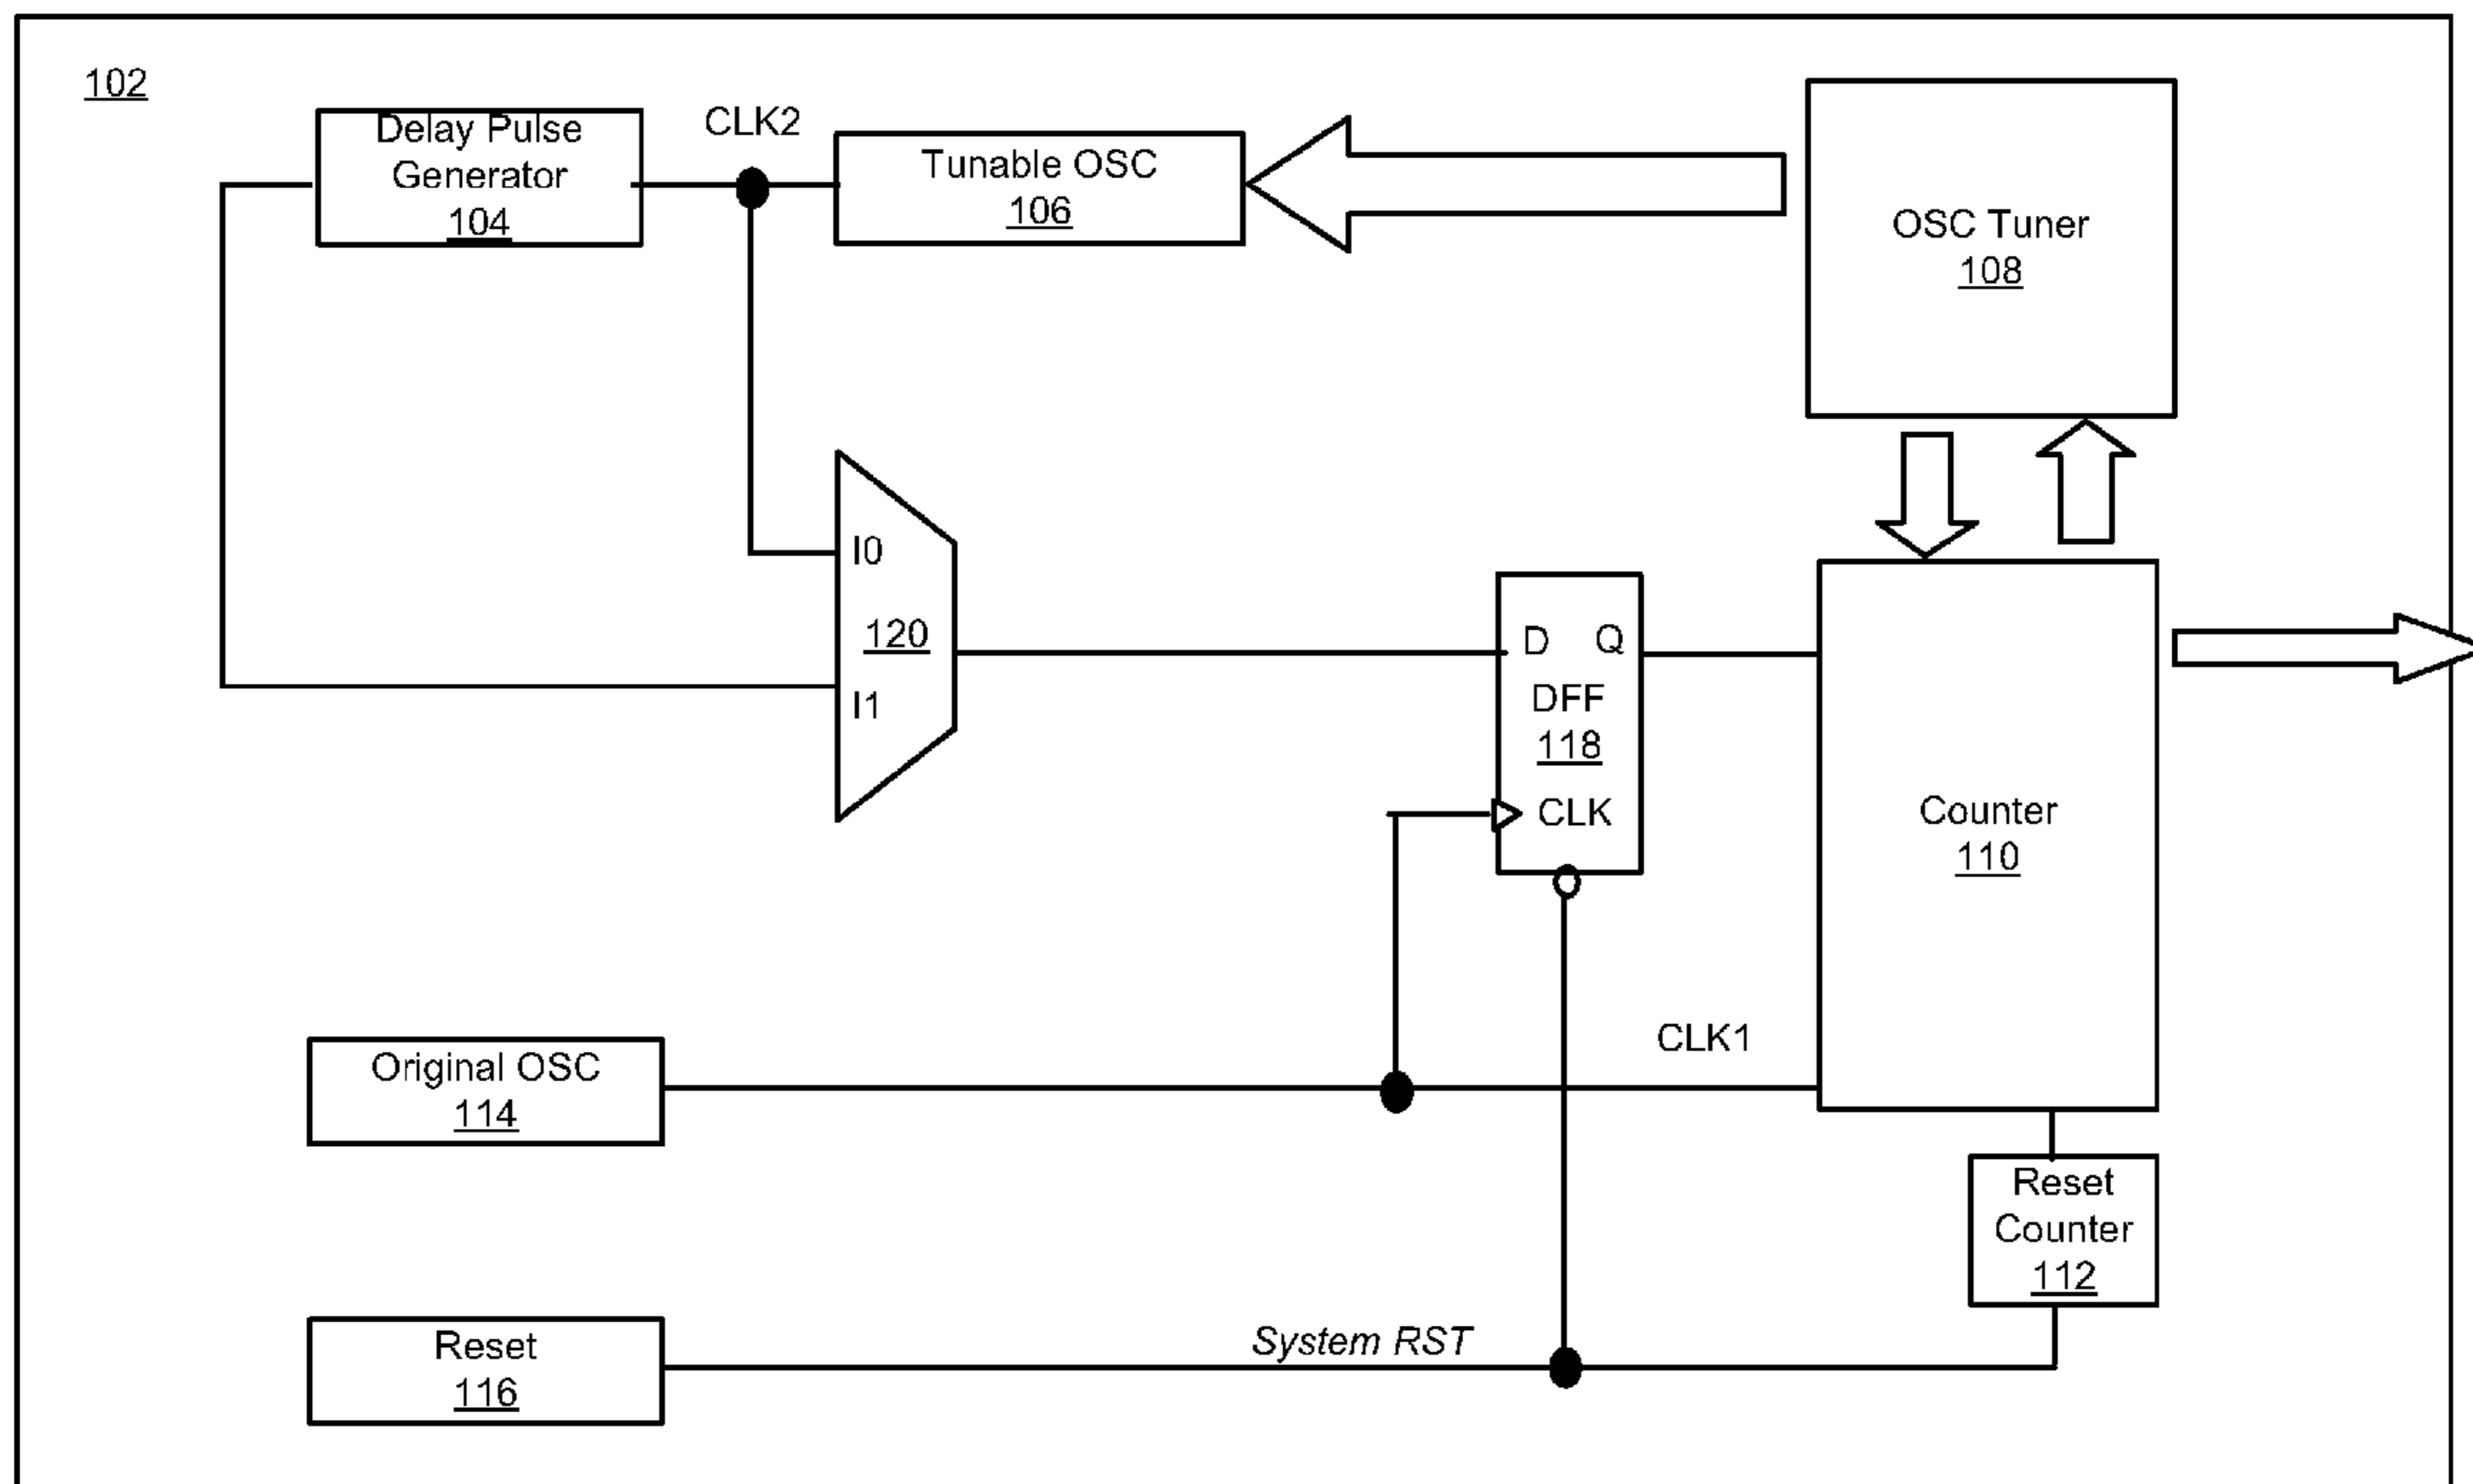 102
Delay Pulse
Generator
104
CLK2
Tunable OSC
106
OSC Tuner
108
I0
120
I1
D Q
DFF
118
CLK
Counter
110
CLK1
Original OSC
114
Reset
Counter
112
System RST
Reset
116